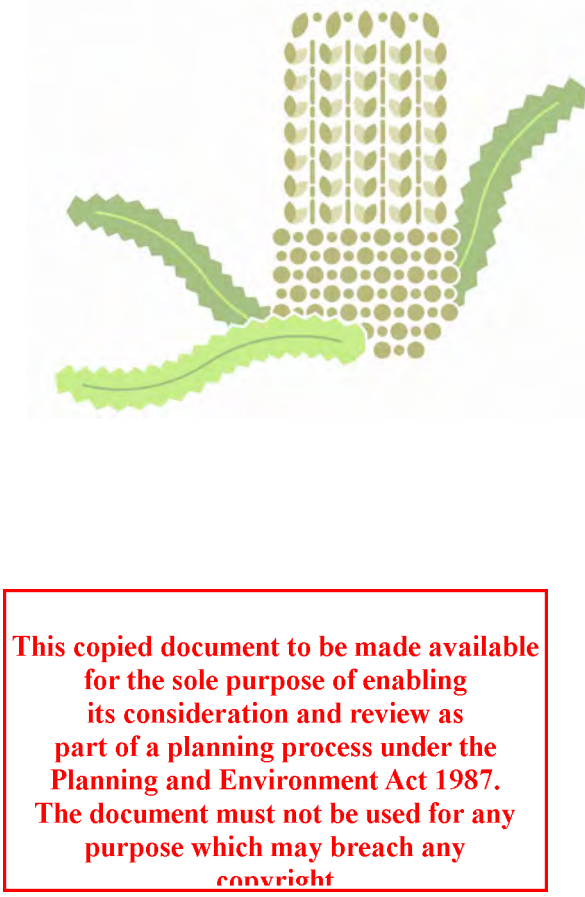 This copied document to be made available
for the sole purpose of enabling
its consideration and review as
part of a planning process under the
Planning and Environment Act 1987.
The document must not be used for any
purpose which may breach any
copyright